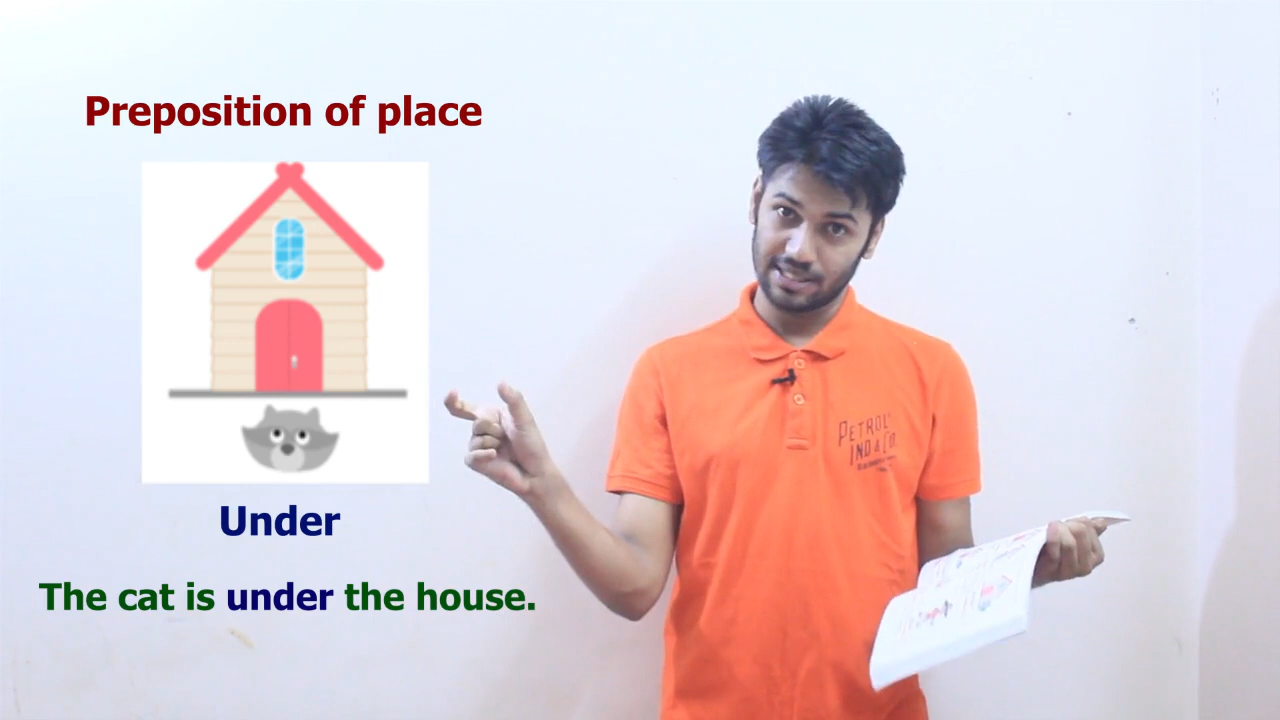 Preposition of place
Under
The cat is under the house.
PETROL
IND & Co.